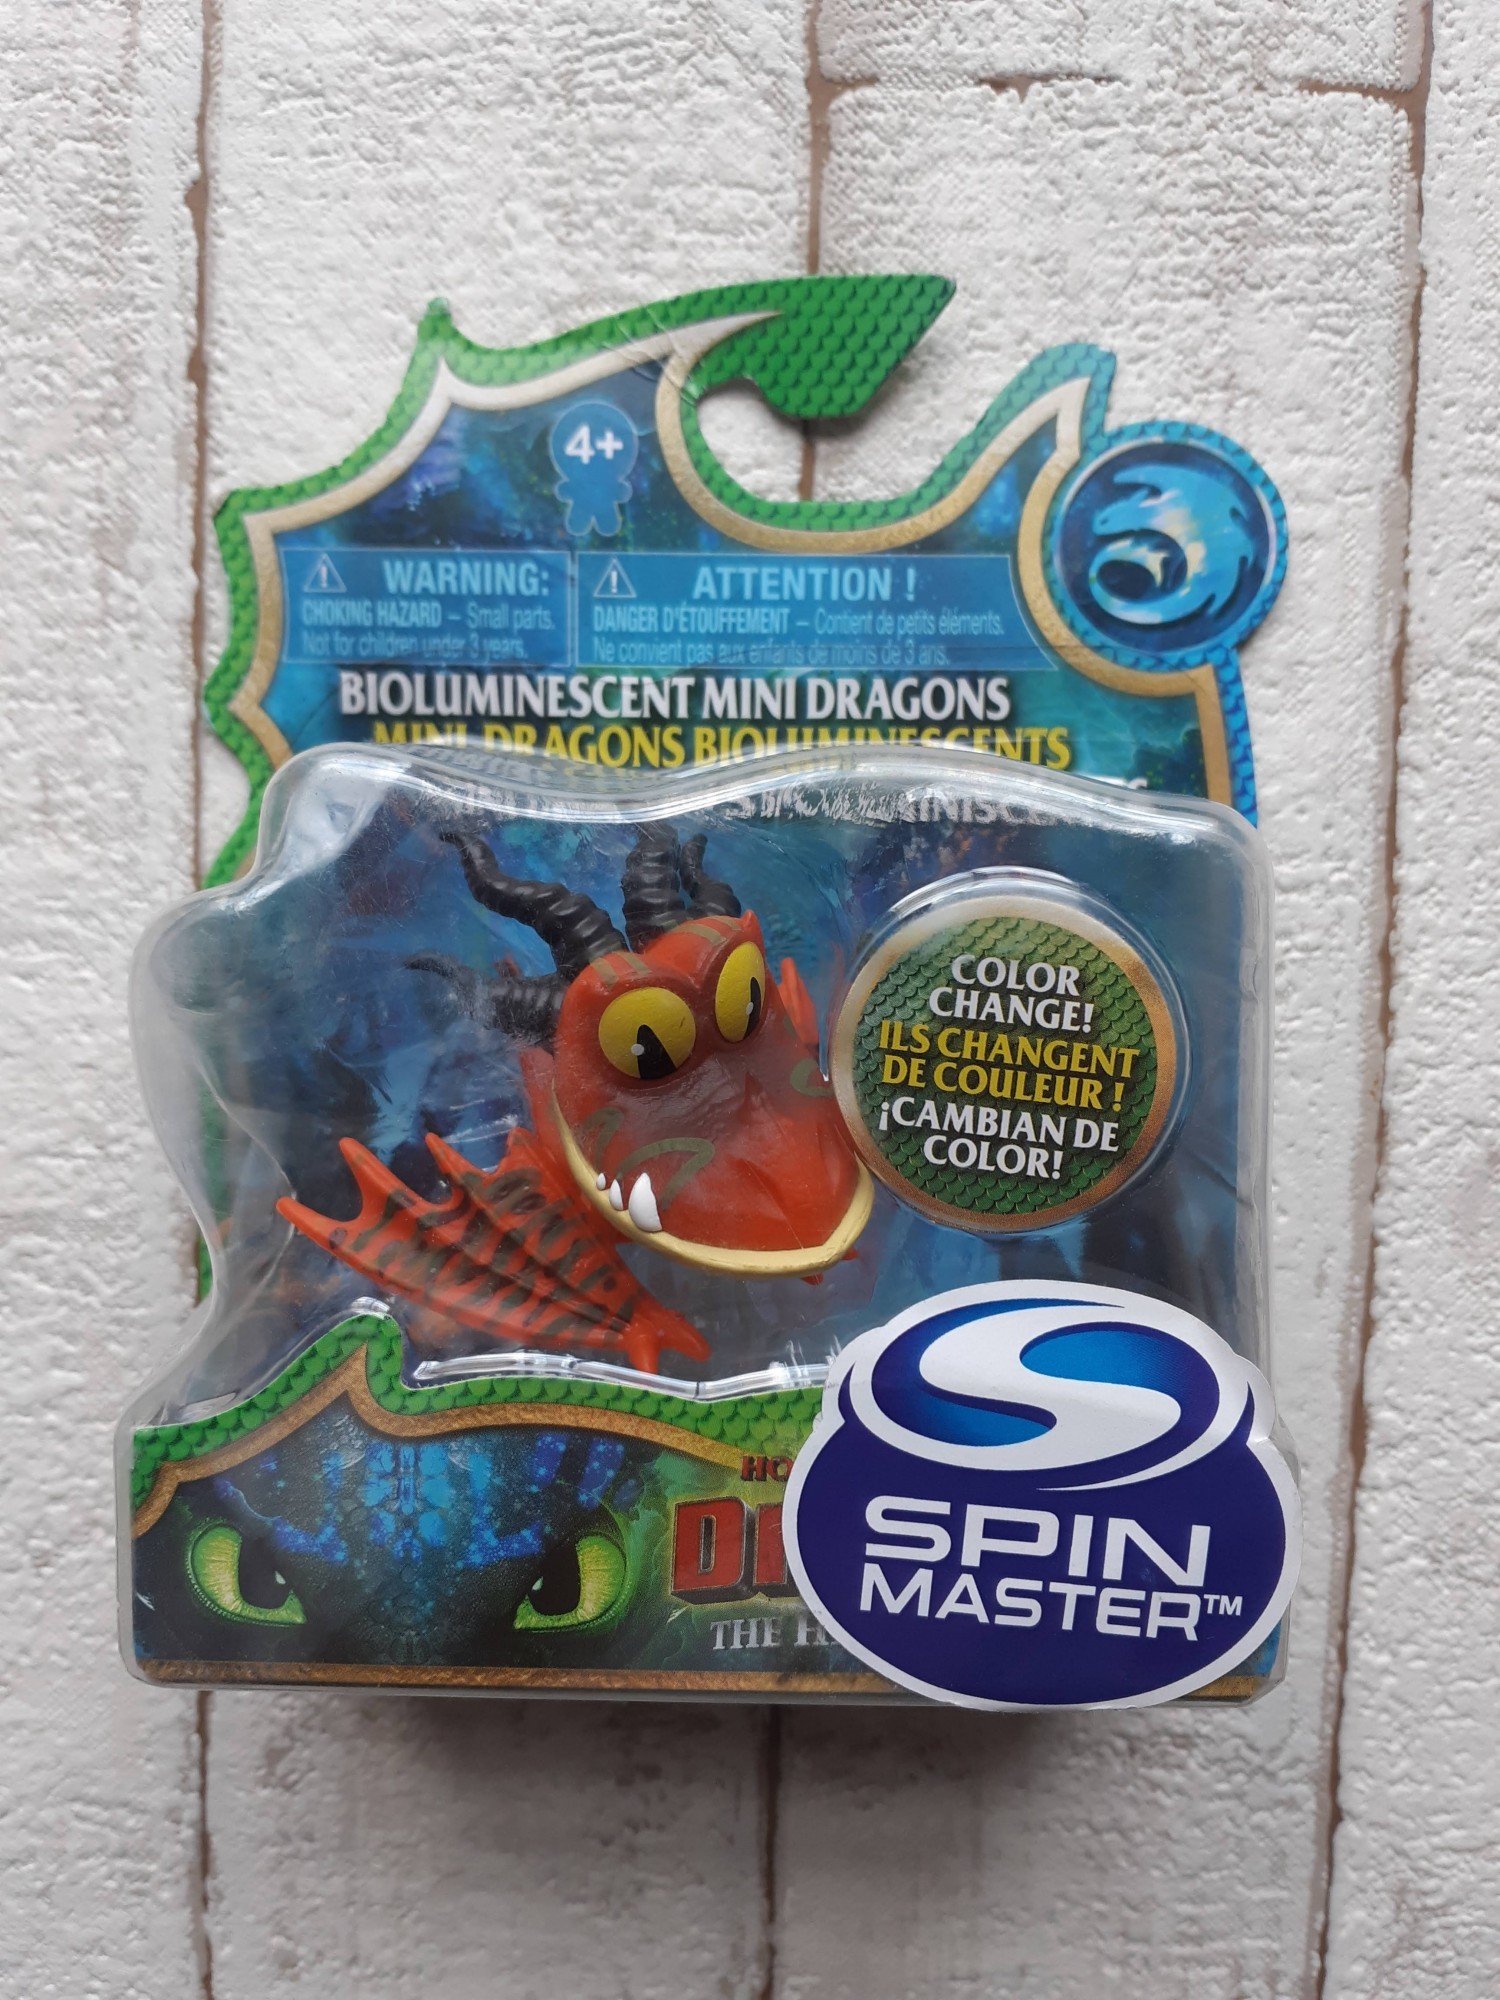 4+
WARNING:
CHOKING HAZARD – Small parts.
Not for children under 3 years.
ATTENTION !
DANGER D'ÉTOUFFEMENT – Contient de petits éléments.
Ne convient pas aux enfants de moins de 3 ans.
BIOLUMINESCENT MINI DRAGONS
MINI DRAGONS BIOLUMINESCENTS
COLOR
CHANGE!
ILS CHANGENT
DE COULEUR !
¡CAMBIAN DE
COLOR!
THE
SPIN
MASTER™